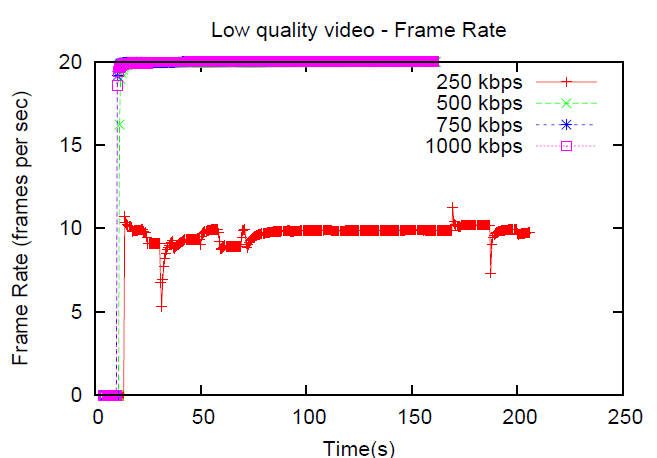 Low quality video - Frame Rate
20
250 kbps
500 kbps
750 kbps
1000 kbps
15
10
5
0
Frame Rate (frames per sec)
0 50 100 150 200 250
Time(s)